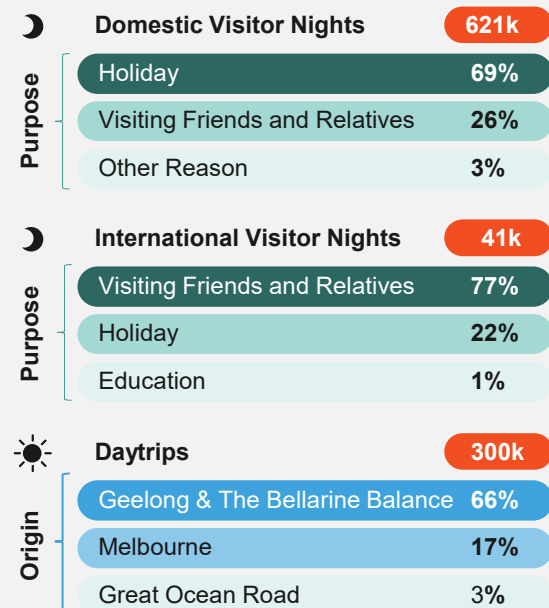 Domestic Visitor Nights 621k
Purpose
Holiday 69%
Visiting Friends and Relatives 26%
Other Reason 3%
International Visitor Nights 41k
Purpose
Visiting Friends and Relatives 77%
Holiday 22%
Education 1%
Daytrips 300k
Origin
Geelong & The Bellarine Balance 66%
Melbourne 17%
Great Ocean Road 3%